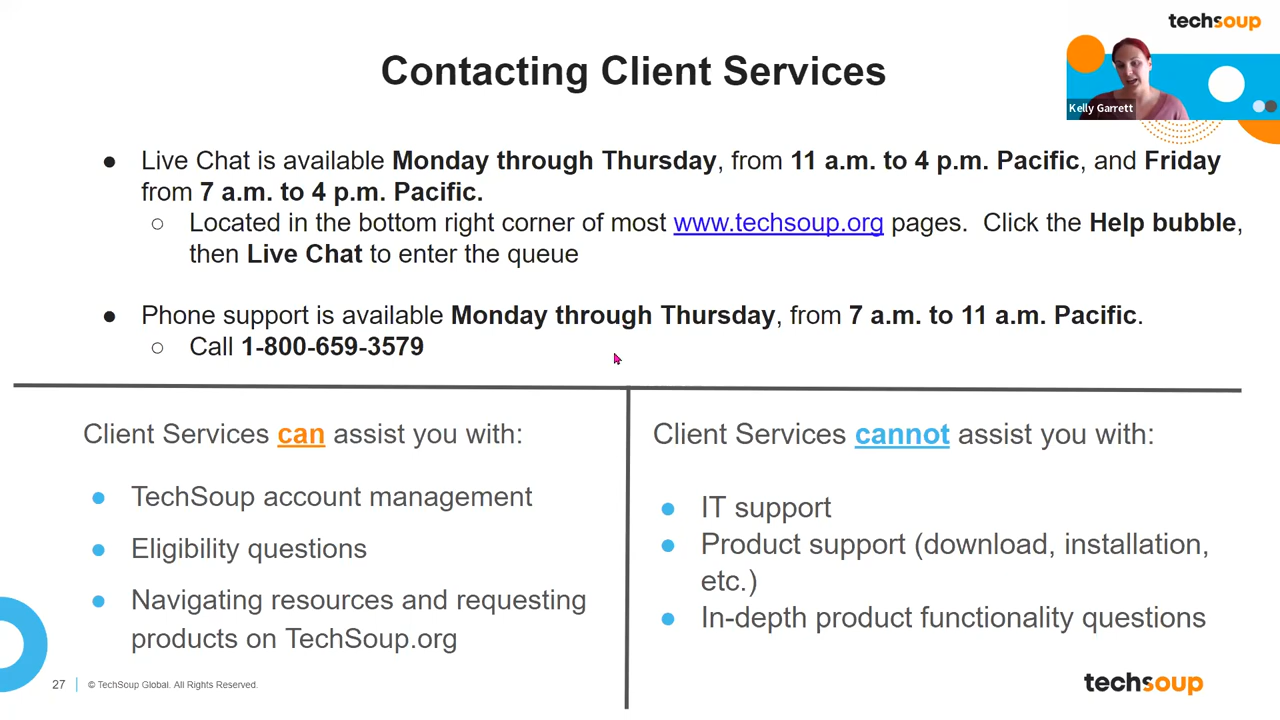 techsoup
Contacting Client Services
Kelly Garrett
● Live Chat is available Monday through Thursday, from 11 a.m. to 4 p.m. Pacific, and Friday
from 7 a.m. to 4 p.m. Pacific.
○ Located in the bottom right corner of most www.techsoup.org pages. Click the Help bubble,
then Live Chat to enter the queue
● Phone support is available Monday through Thursday, from 7 a.m. to 11 a.m. Pacific.
○ Call 1-800-659-3579
Client Services can assist you with:
● TechSoup account management
● Eligibility questions
● Navigating resources and requesting
products on TechSoup.org
Client Services cannot assist you with:
● IT support
● Product support (download, installation,
etc.)
● In-depth product functionality questions
27 | © TechSoup Global. All Rights Reserved.
techsoup